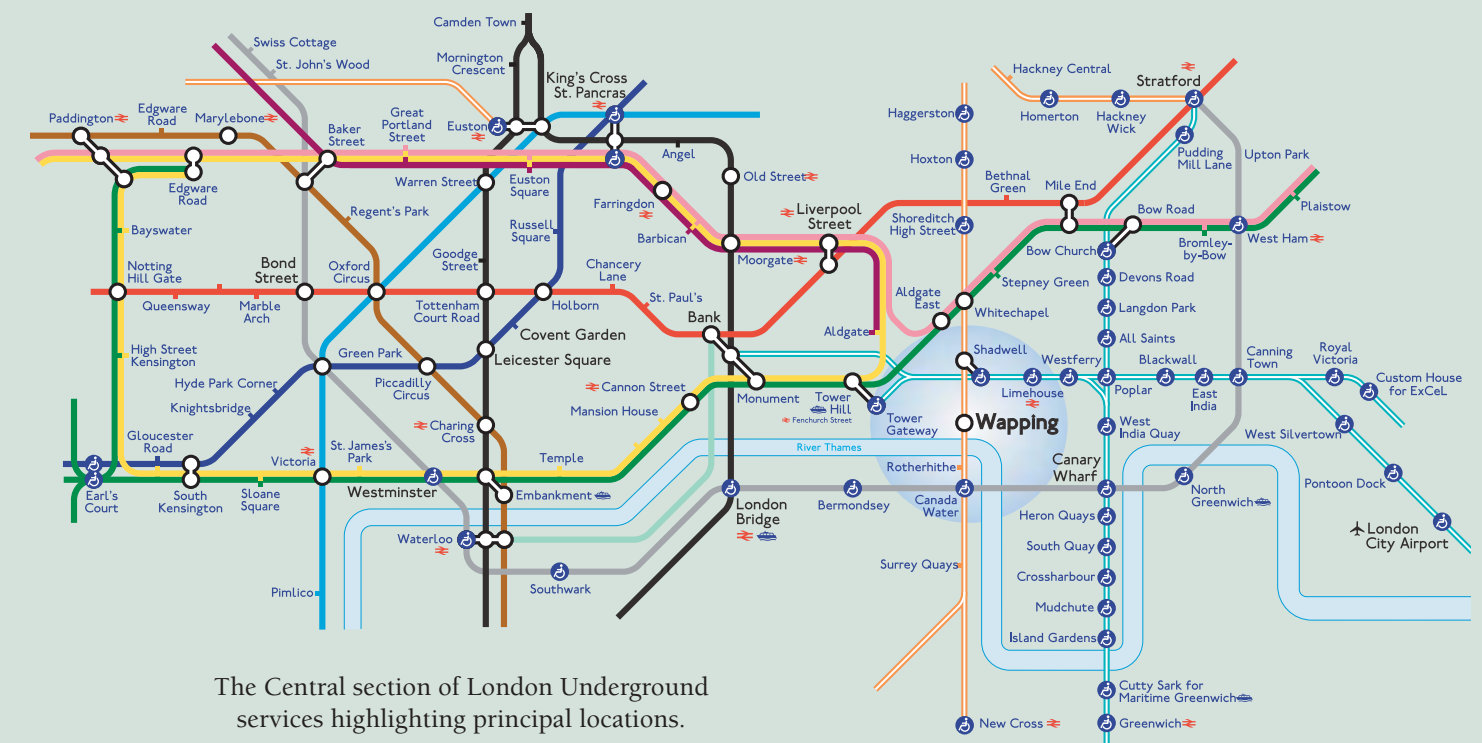 Camden Town
Swiss Cottage
St. John's Wood
Mornington
Crescent
King's Cross
St. Pancras
Hackney Central
Stratford
Paddington
Edgware
Road
Marylebone
Great
Portland
Street
Baker
Street
Euston
Haggerston
Homerton
Hackney
Wick
Pudding
Mill Lane
Angel
Hoxton
Upton Park
Edgware
Road
Warren Street
Euston
Square
Old Street
Bethnal
Green
Mile End
Farringdon
Regent's Park
Liverpool
Street
Shoreditch
High Street
Bow Road
Plaistow
Bayswater
Russell
Square
Barbican
Moorgate
Bow Church
Bromley-
by-Bow
West Ham
Notting
Hill Gate
Bond
Street
Oxford
Circus
Goodge
Street
Chancery
Lane
Stepney Green
Devons Road
Queensway
Marble
Arch
Tottenham
Court Road
Holborn
St. Paul's
Aldgate
East
Whitechapel
Langdon Park
Bank
Covent Garden
Aldgate
All Saints
High Street
Kensington
Green Park
Leicester Square
Shadwell
Westferry
Blackwall
Canning
Town
Royal
Victoria
Hyde Park Corner
Piccadilly
Circus
Cannon Street
Monument
Tower
Hill
Fenchurch Street
Limehouse
Poplar
East
India
Custom House
for ExCeL
Knightsbridge
Mansion House
Tower
Gateway
Wapping
West
India Quay
Gloucester
Road
St. James's
Park
Charing
Cross
West Silvertown
Victoria
Temple
River Thames
Rotherhithe
Canary
Wharf
Pontoon Dock
Earl's
Court
South
Kensington
Sloane
Square
Westminster
Embankment
London
Bridge
Bermondsey
Canada
Water
North
Greenwich
Heron Quays
Waterloo
London
City Airport
South Quay
Surrey Quays
Crossharbour
Pimlico
Southwark
Mudchute
Island Gardens
The Central section of London Underground
services highlighting principal locations.
Cutty Sark for
Maritime Greenwich
New Cross
Greenwich